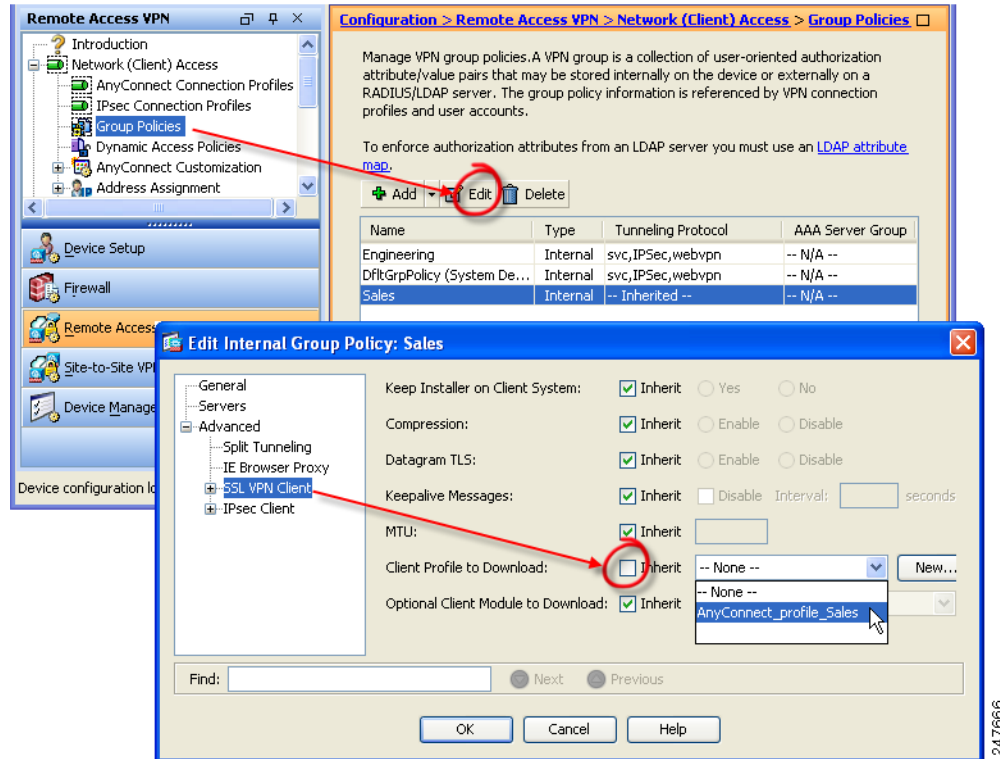 Remote Access VPN
Introduction
Network (Client) Access
AnyConnect Connection Profiles
IPsec Connection Profiles
Group Policies
Dynamic Access Policies
AnyConnect Customization
Address Assignment
Device Setup
Firewall
Remote Access
Site-to-Site VP
Device Manage
Device configuration lo
Configuration > Remote Access VPN > Network (Client) Access > Group Policies
Manage VPN group policies.A VPN group is a collection of user-oriented authorization
attribute/value pairs that may be stored internally on the device or externally on a
RADIUS/LDAP server. The group policy information is referenced by VPN connection
profiles and user accounts.
To enforce authorization attributes from an LDAP server you must use an LDAP attribute
map.
Add Edit Delete
Name Type Tunneling Protocol AAA Server Group
Engineering Internal svc,IPSec,webvpn -- N/A --
DfltGrpPolicy (System De... Internal svc,IPSec,webvpn -- N/A --
Sales Internal -- Inherited -- -- N/A --
Edit Internal Group Policy: Sales
General
Servers
Advanced
Split Tunneling
IE Browser Proxy
SSL VPN Client
IPsec Client
Keep Installer on Client System: Inherit Yes No
Compression: Inherit Enable Disable
Datagram TLS: Inherit Enable Disable
Keepalive Messages: Inherit Disable Interval: seconds
MTU: Inherit
Client Profile to Download: Inherit -- None -- New...
-- None --
AnyConnect_profile_Sales
Optional Client Module to Download: Inherit
Find: Next Previous
OK Cancel Help
247666